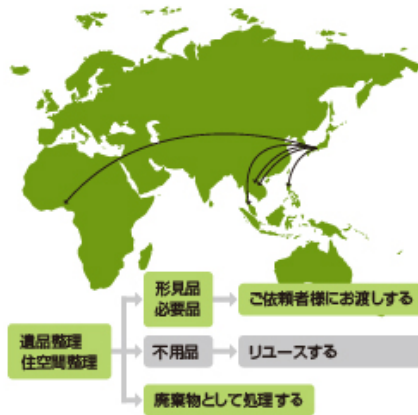 形見品
必要品
ご依頼者様にお渡しする
遺品整理
住空間整理
不用品
リユースする
廃棄物として処理する